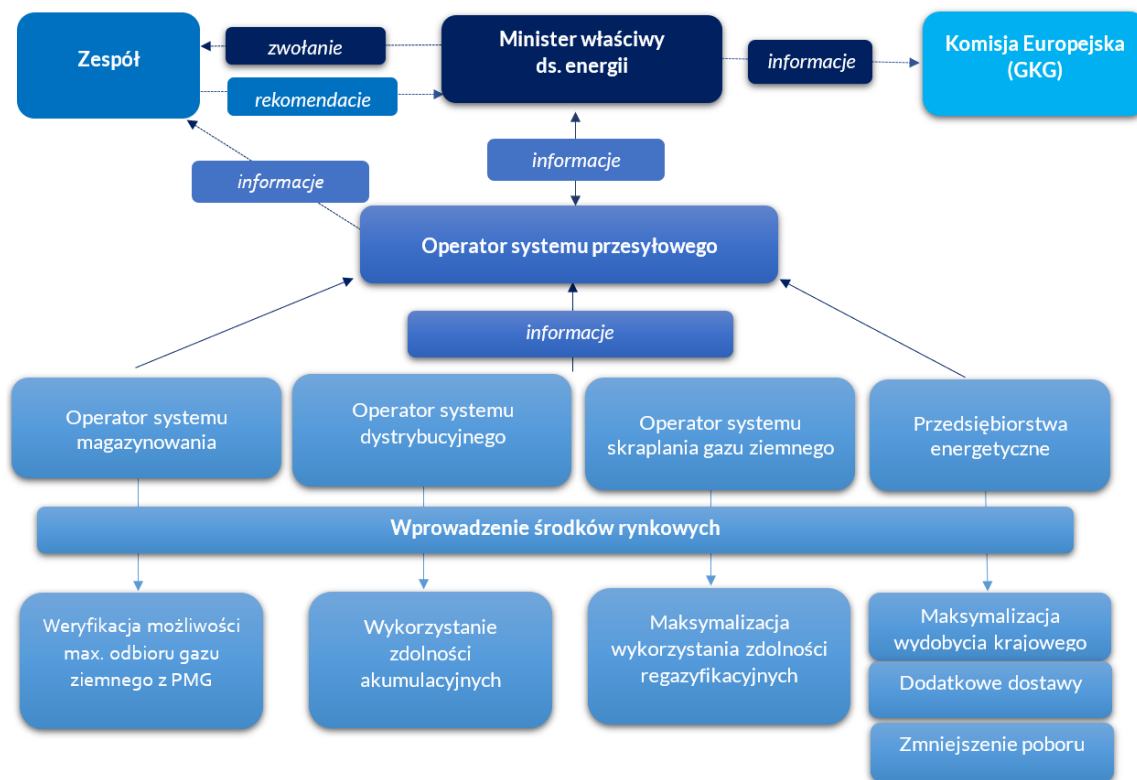 Zespół
zwołanie
rekomendacje
Minister właściwy
ds. energii
informacje
Komisja Europejska
(GKG)
informacje
informacje
Operator systemu przesyłowego
informacje
Operator systemu
magazynowania
Operator systemu
dystrybucyjnego
Operator systemu
skraplania gazu ziemnego
Przedsiębiorstwa
energetyczne
Wprowadzenie środków rynkowych
Weryfikacja możliwości
max. odbioru gazu
ziemnego z PMG
Wykorzystanie
zdolności
akumulacyjnych
Maksymalizacja
wykorzystania zdolności
regazyfikacyjnych
Maksymalizacja
wydobycia krajowego
Dodatkowe dostawy
Zmniejszenie poboru